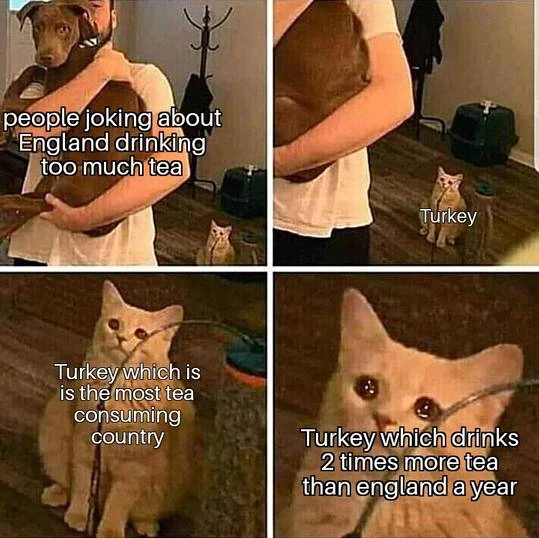 people joking about
England drinking
too much tea
Turkey
Turkey which is
is the most tea
consuming
country
Turkey which drinks
2 times more tea
than england a year